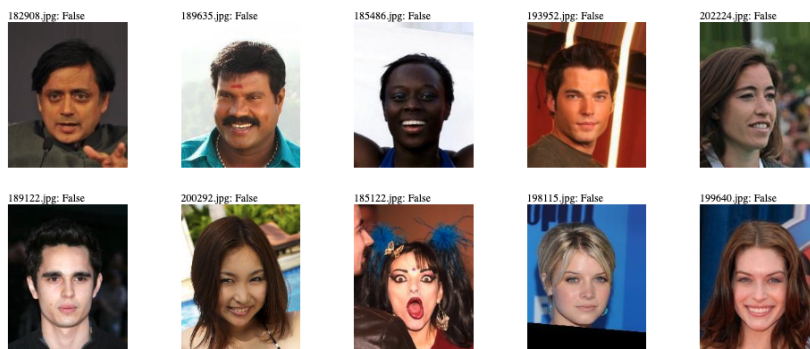 182908.jpg: False
189635.jpg: False
185486.jpg: False
193952.jpg: False
202224.jpg: False
189122.jpg: False
200292.jpg: False
185122.jpg: False
198115.jpg: False
199640.jpg: False